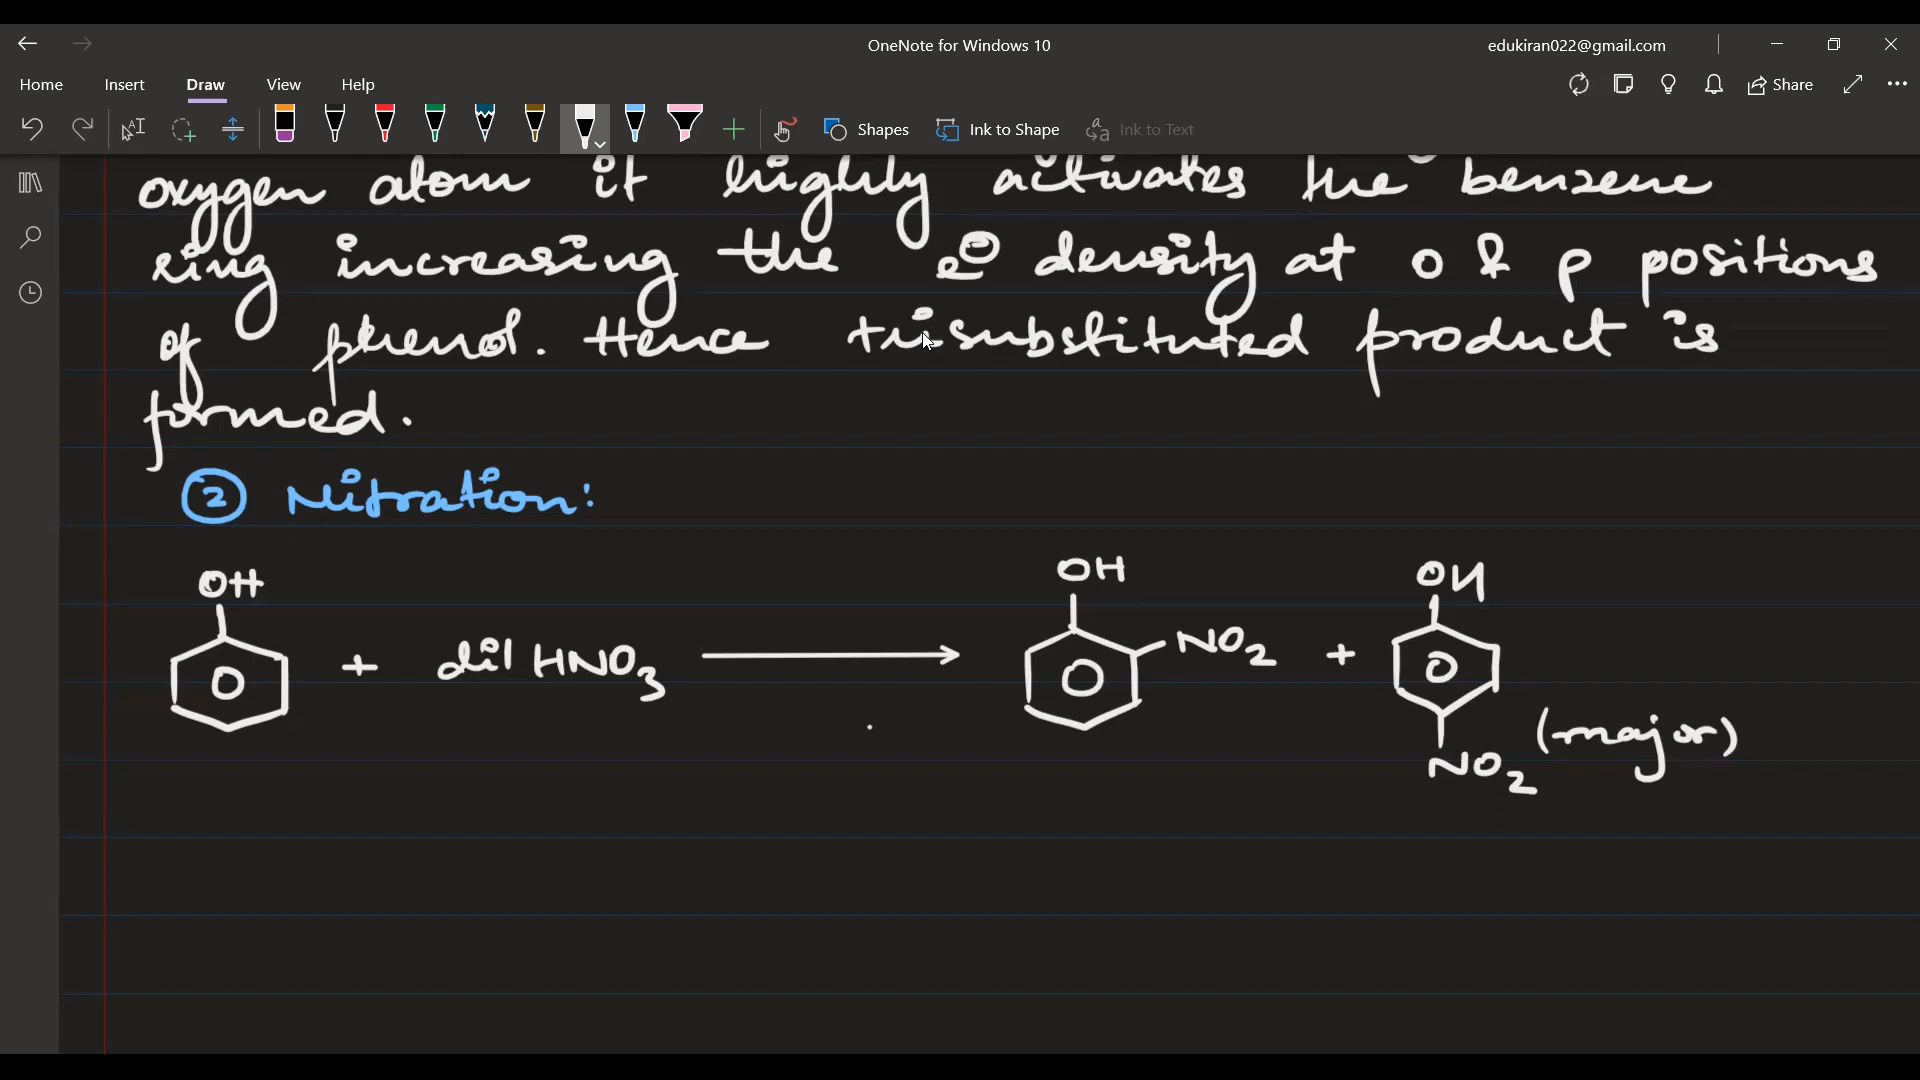 OneNote for Windows 10
edukiran022@gmail.com
Home Insert Draw View Help
Share
Shapes Ink to Shape Ink to Text
oxygen atom it highly activates the benzene
ring increasing the e⊖ density at o & p positions
of phenol. Hence trisubstituted product is
formed.
② Nitration:
OH OH OH
+ dil HNO3 ⟶ NO2 +
(major)
NO2